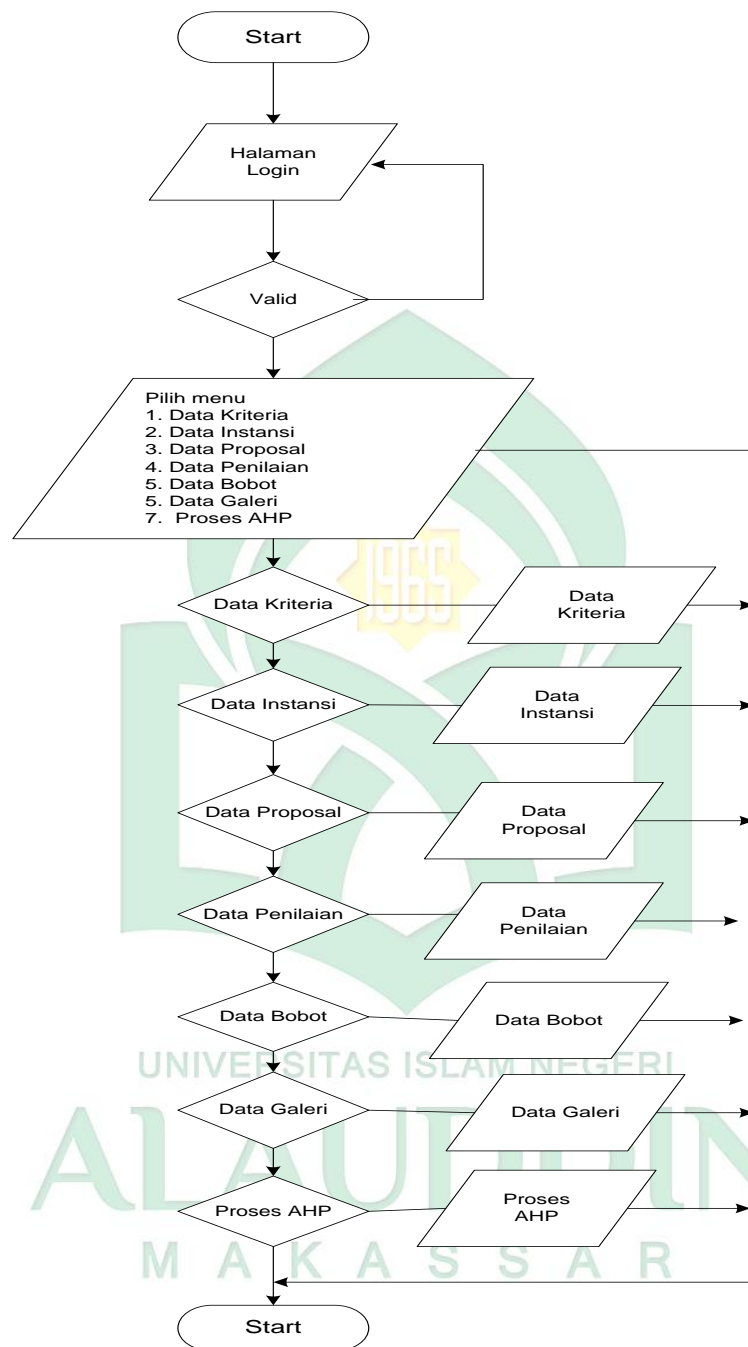 Start
Halaman
Login
Valid
Pilih menu
1. Data Kriteria
2. Data Instansi
3. Data Proposal
4. Data Penilaian
5. Data Bobot
5. Data Galeri
7. Proses AHP
1965
Data Kriteria
Data
Kriteria
Data Instansi
Data
Instansi
Data Proposal
Data
Proposal
Data Penilaian
Data
Penilaian
Data Bobot
Data Bobot
UNIVERSITAS ISLAM NEGERI
Data Galeri
Data Galeri
ALAUDDIN
Proses AHP
Proses
AHP
MAKASSAR
Start